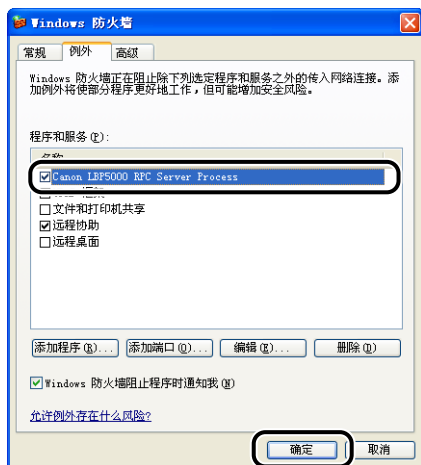 Windows 防火墙
常规 例外 高级
Windows 防火墙正在阻止除下列选定程序和服务之外的传入网络连接。添
加例外将使部分程序更好地工作，但可能增加安全风险。
程序和服务(P):
名称
Canon LBP5000 RPC Server Process
文件和打印机共享
远程协助
远程桌面
添加程序(R)... 添加端口(O)... 编辑(E)... 删除(D)
Windows 防火墙阻止程序时通知我(N)
允许例外存在什么风险?
确定 取消